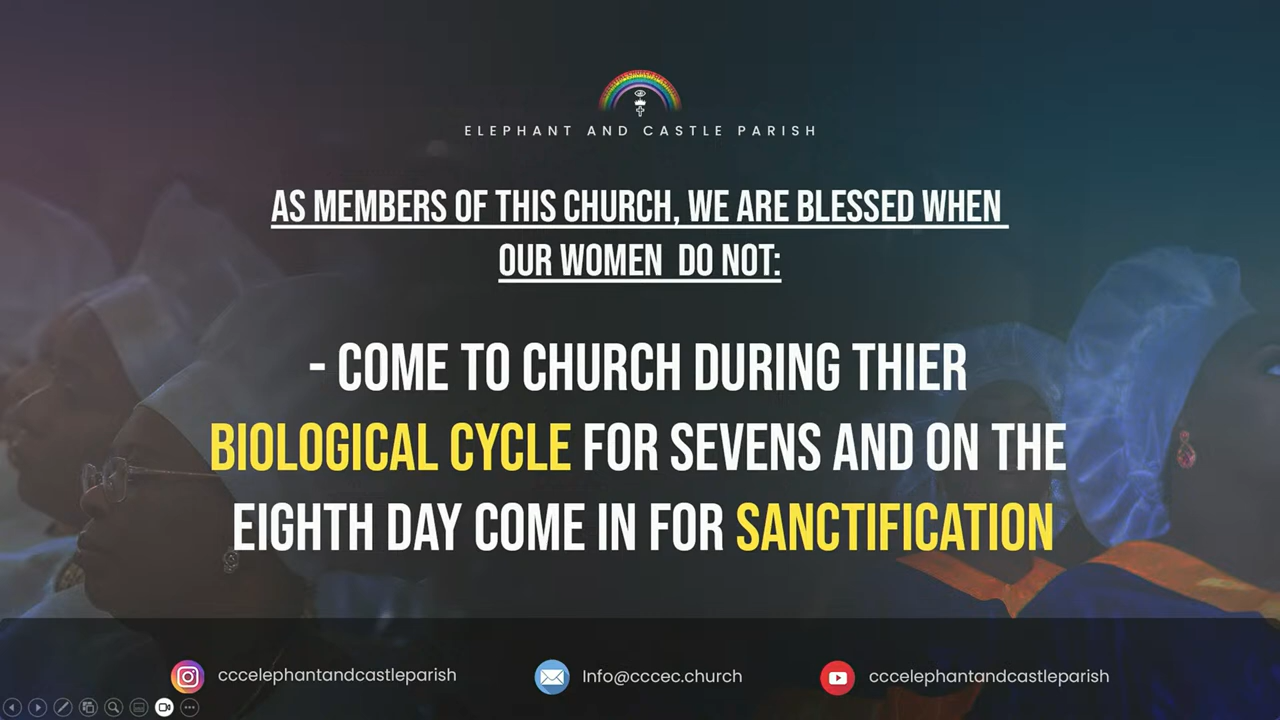 ELEPHANT AND CASTLE PARISH
AS MEMBERS OF THIS CHURCH, WE ARE BLESSED WHEN
OUR WOMEN DO NOT:
- COME TO CHURCH DURING THIER
BIOLOGICAL CYCLE FOR SEVENS AND ON THE
EIGHTH DAY COME IN FOR SANCTIFICATION
cccelephantandcastleparish
Info@cccec.church
cccelephantandcastleparish